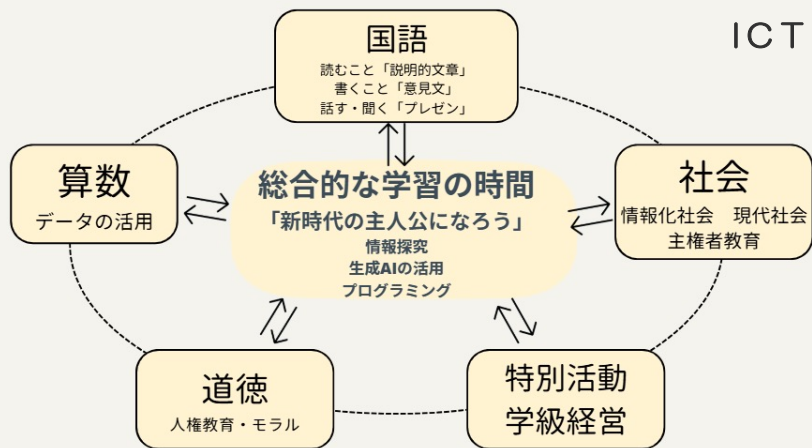 ICT
国語
読むこと「説明的文章」
書くこと「意見文」
話す・聞く「プレゼン」
算数
データの活用
総合的な学習の時間
「新時代の主人公になろう」
情報探究
生成AIの活用
プログラミング
社会
情報化社会　現代社会
主権者教育
道徳
人権教育・モラル
特別活動
学級経営